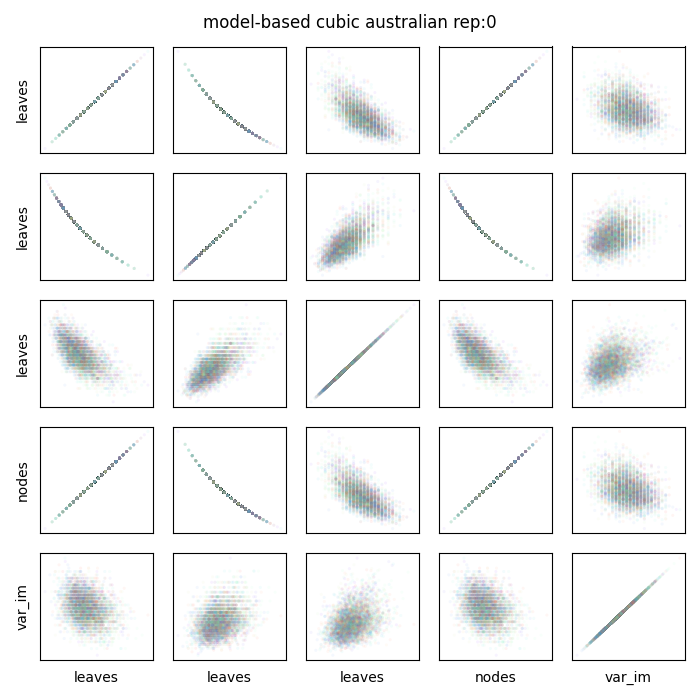 model-based cubic australian rep:0
leaves
leaves
leaves
nodes
var_im
leaves
leaves
leaves
nodes
var_im